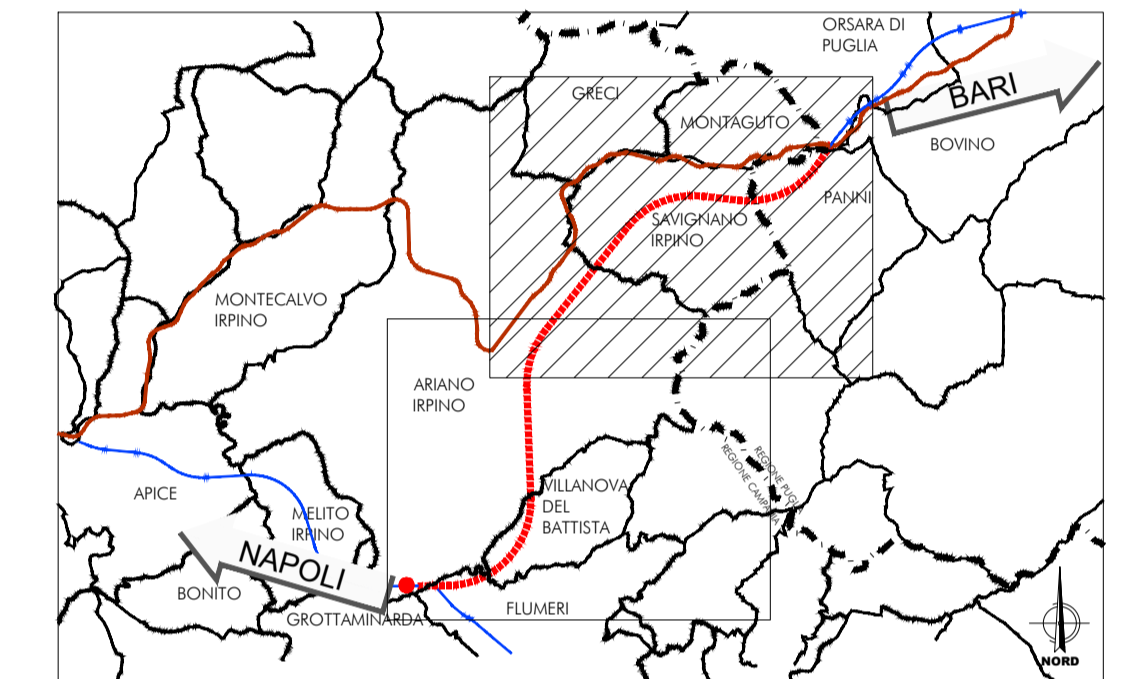 ORSARA DI
PUGLIA
BARI
GRECI
MONTAGUTO
BOVINO
PANNI
SAVIGNANO
IRPINO
MONTECALVO
IRPINO
ARIANO
IRPINO
REGIONE PUGLIA
REGIONE CAMPANIA
VILLANOVA
DEL
BATTISTA
APICE
MELITO
IRPINO
NAPOLI
BONITO
GROTTAMINARDA
FLUMERI
NORD